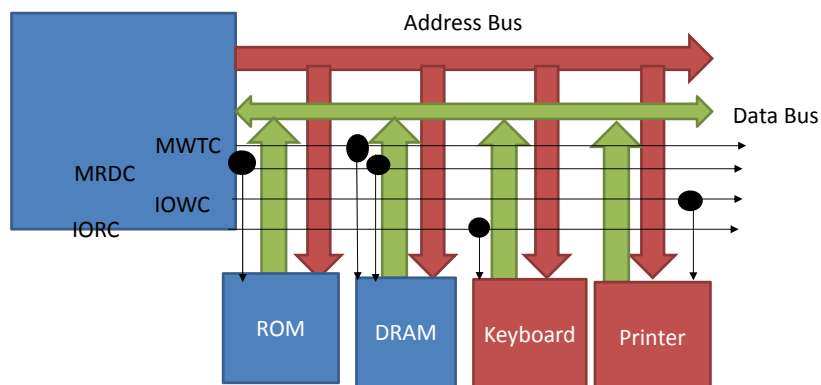 Address Bus
Data Bus
MWTC
MRDC
IOWC
IORC
ROM
DRAM
Keyboard
Printer